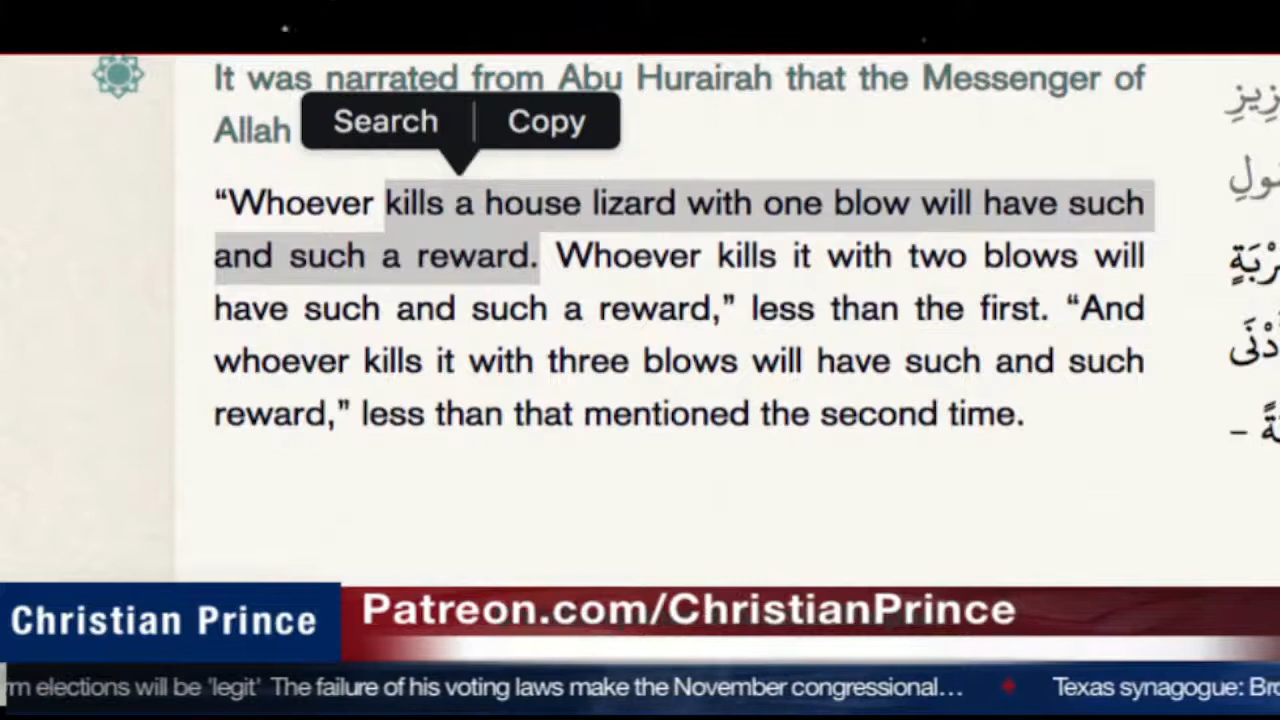 It was narrated from Abu Hurairah that the Messenger of
Allah
Search Copy
“Whoever kills a house lizard with one blow will have such
and such a reward. Whoever kills it with two blows will
have such and such a reward,” less than the first. “And
whoever kills it with three blows will have such and such
reward,” less than that mentioned the second time.
Christian Prince
Patreon.com/ChristianPrince
elections will be 'legit' The failure of his voting laws make the November congressional… Texas synagogue: